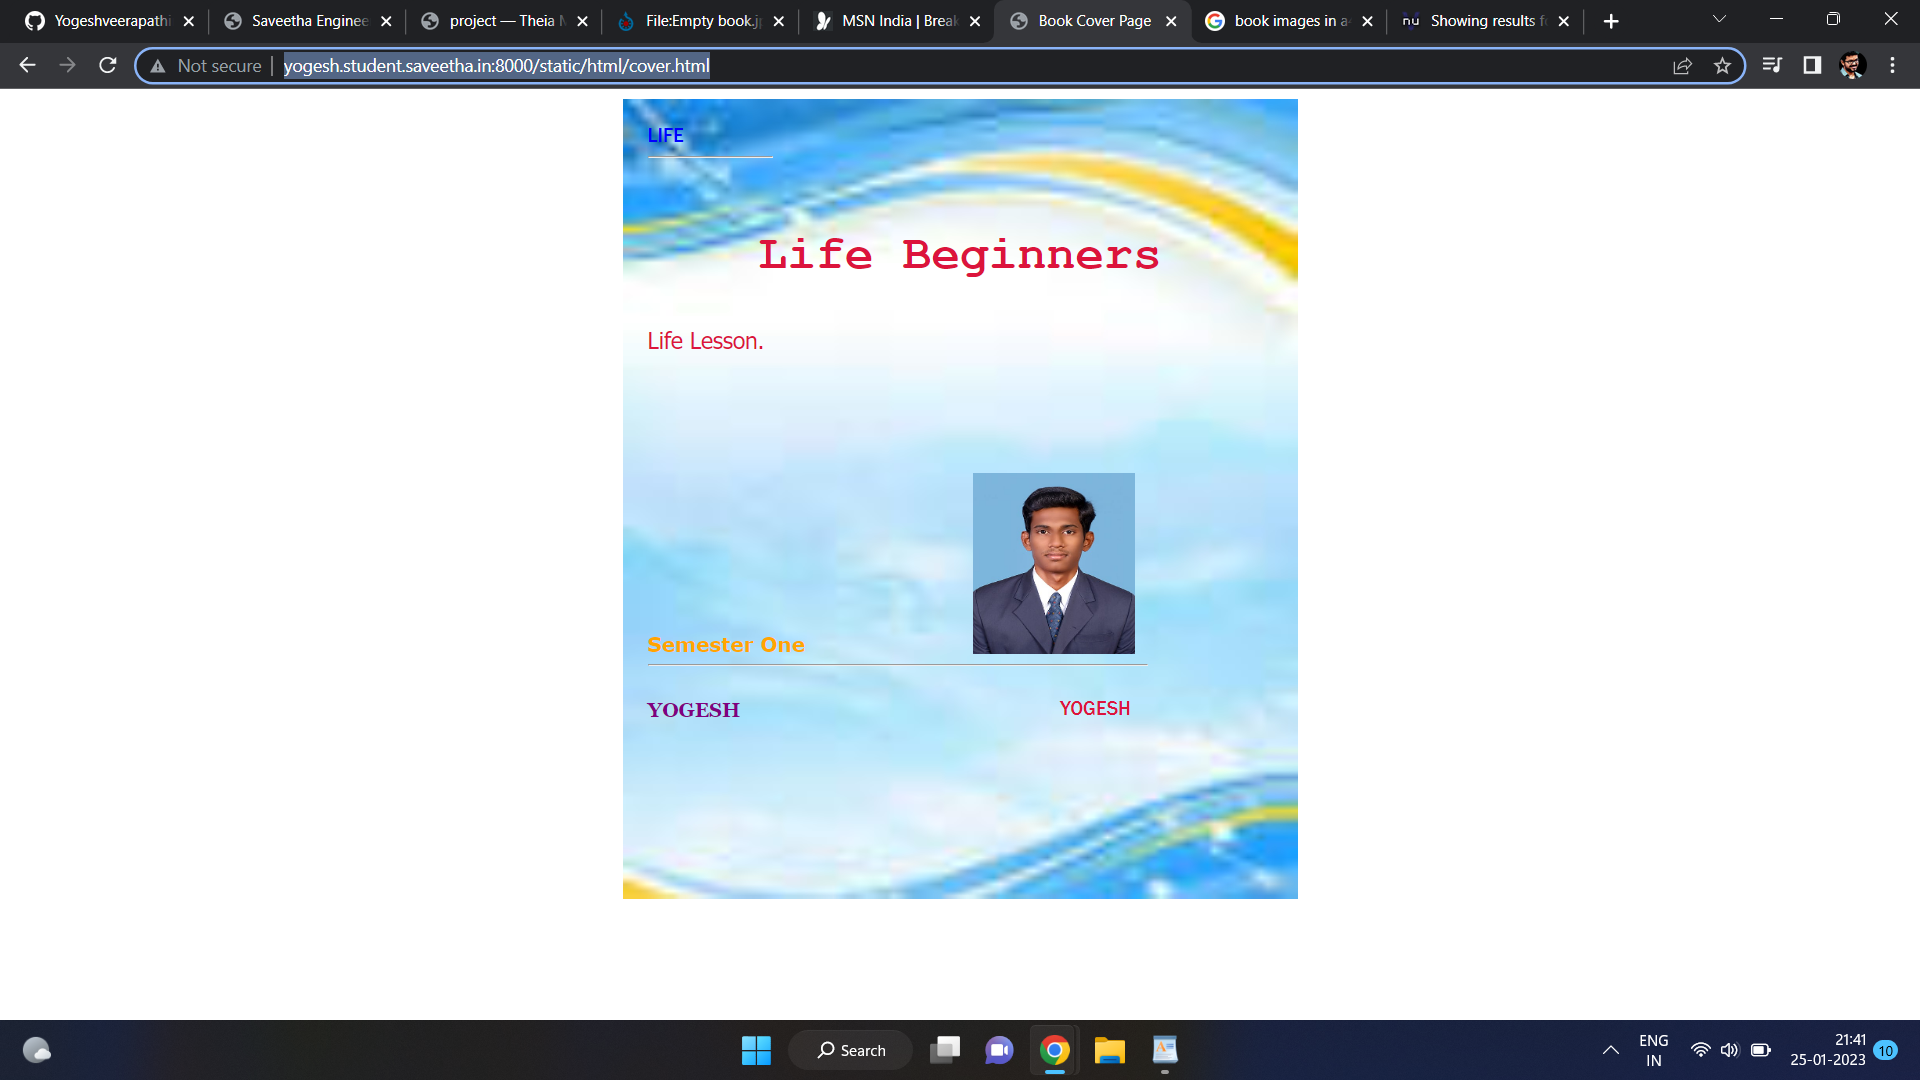 Yogeshveerapathi
Saveetha Enginee
project — Theia
File:Empty book.j
MSN India | Break
Book Cover Page
book images in a
Showing results f
Not secure
yogesh.student.saveetha.in:8000/static/html/cover.html
LIFE
Life Beginners
Life Lesson.
Semester One
YOGESH
YOGESH
Search
ENG
IN
21:41
25-01-2023
10